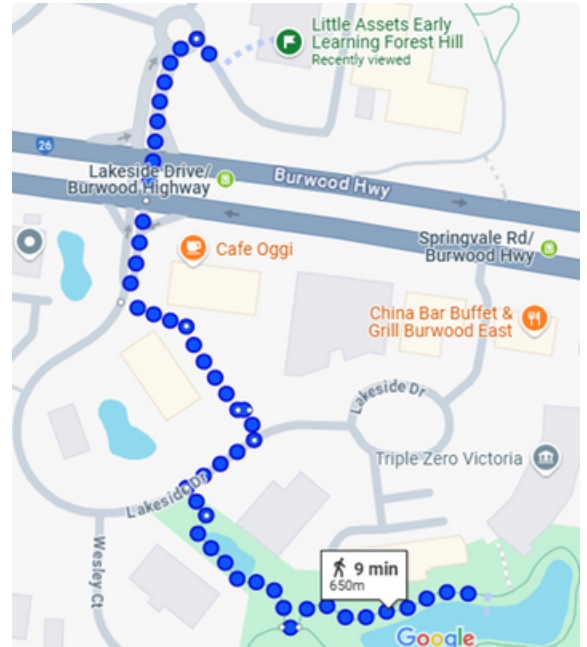 Little Assets Early
Learning Forest Hill
Recently viewed
26
Lakeside Drive/
Burwood Highway
Burwood Hwy
Springvale Rd/
Burwood Hwy
Cafe Oggi
China Bar Buffet &
Grill Burwood East
Lakeside Dr
Triple Zero Victoria
Lakeside Dr
Wesley Ct
9 min
650m
Google